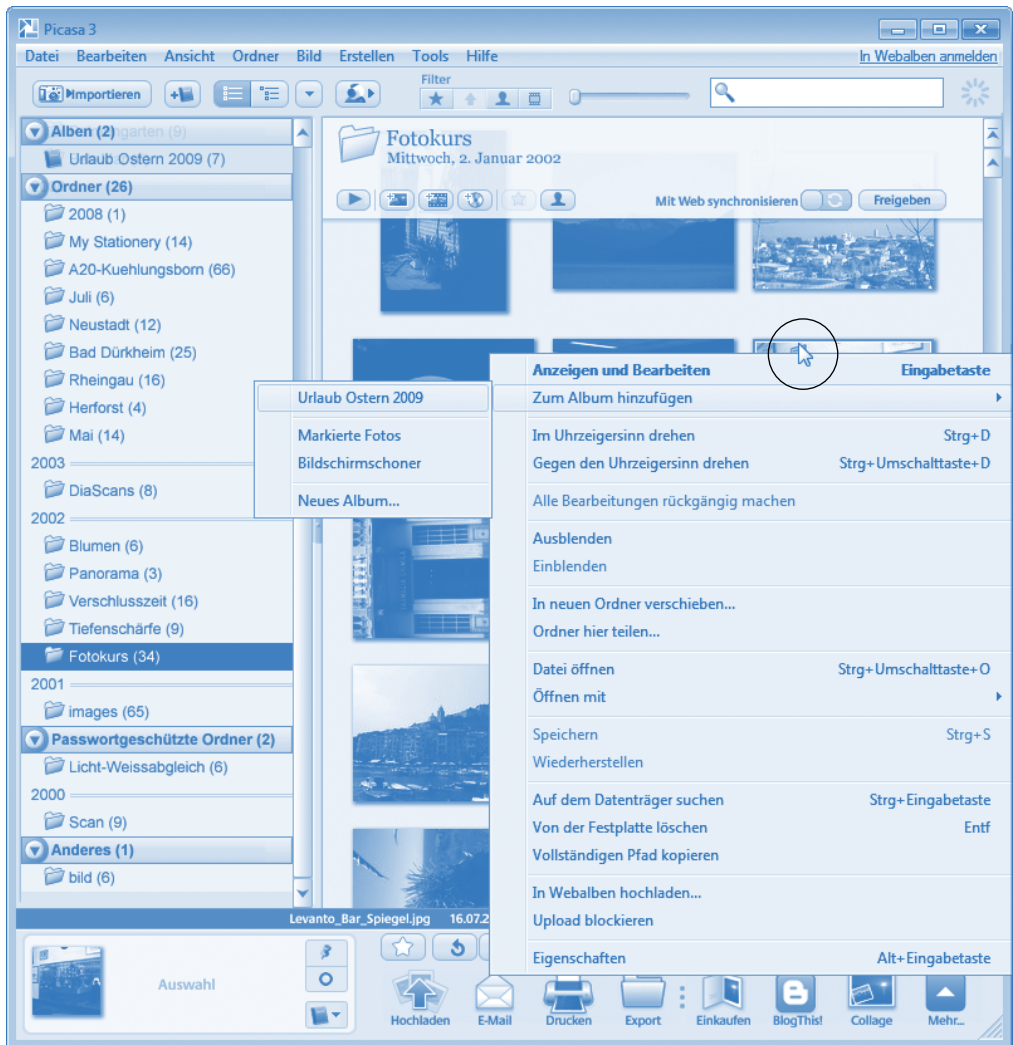 Picasa 3
Datei Bearbeiten Ansicht Ordner Bild Erstellen Tools Hilfe In Webalben anmelden
Importieren
Filter
Alben (2)
Urlaub Ostern 2009 (7)
Ordner (26)
2008 (1)
My Stationery (14)
A20-Kuehlungsborn (66)
Juli (6)
Neustadt (12)
Bad Dürkheim (25)
Rheingau (16)
Herforst (4)
Mai (14)
2003
DiaScans (8)
2002
Blumen (6)
Panorama (3)
Verschlusszeit (16)
Tiefenschärfe (9)
Fotokurs (34)
2001
images (65)
Passwortgeschützte Ordner (2)
Licht-Weissabgleich (6)
2000
Scan (9)
Anderes (1)
bild (6)
Fotokurs
Mittwoch, 2. Januar 2002
Mit Web synchronisieren Freigeben
Urlaub Ostern 2009
Markierte Fotos
Bildschirmschoner
Neues Album...
Anzeigen und Bearbeiten Eingabetaste
Zum Album hinzufügen
Im Uhrzeigersinn drehen Strg+D
Gegen den Uhrzeigersinn drehen Strg+Umschalttaste+D
Alle Bearbeitungen rückgängig machen
Ausblenden
Einblenden
In neuen Ordner verschieben...
Ordner hier teilen...
Datei öffnen Strg+Umschalttaste+O
Öffnen mit
Speichern Strg+S
Wiederherstellen
Auf dem Datenträger suchen Strg+Eingabetaste
Von der Festplatte löschen Entf
Vollständigen Pfad kopieren
In Webalben hochladen...
Upload blockieren
Eigenschaften Alt+Eingabetaste
Levanto_Bar_Spiegel.jpg 16.07.2
Auswahl
Hochladen E-Mail Drucken Export Einkaufen BlogThis! Collage Mehr...